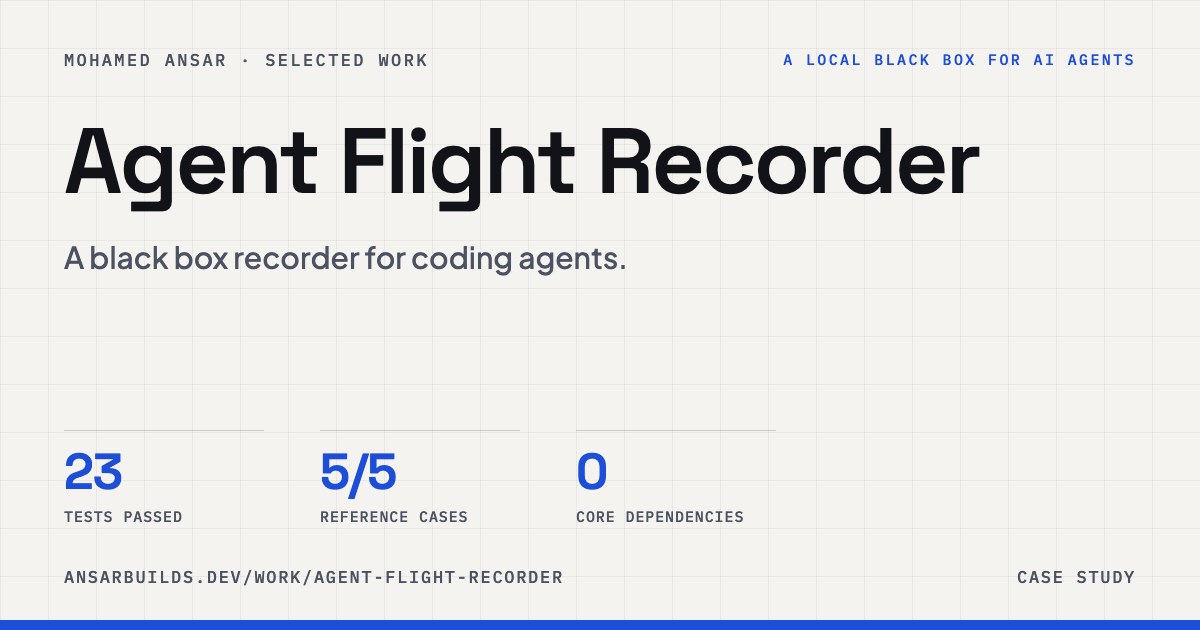 MOHAMED ANSAR · SELECTED WORK
A LOCAL BLACK BOX FOR AI AGENTS
Agent Flight Recorder
A black box recorder for coding agents.
23
TESTS PASSED
5/5
REFERENCE CASES
0
CORE DEPENDENCIES
ANSARBUILDS.DEV/WORK/AGENT-FLIGHT-RECORDER
CASE STUDY